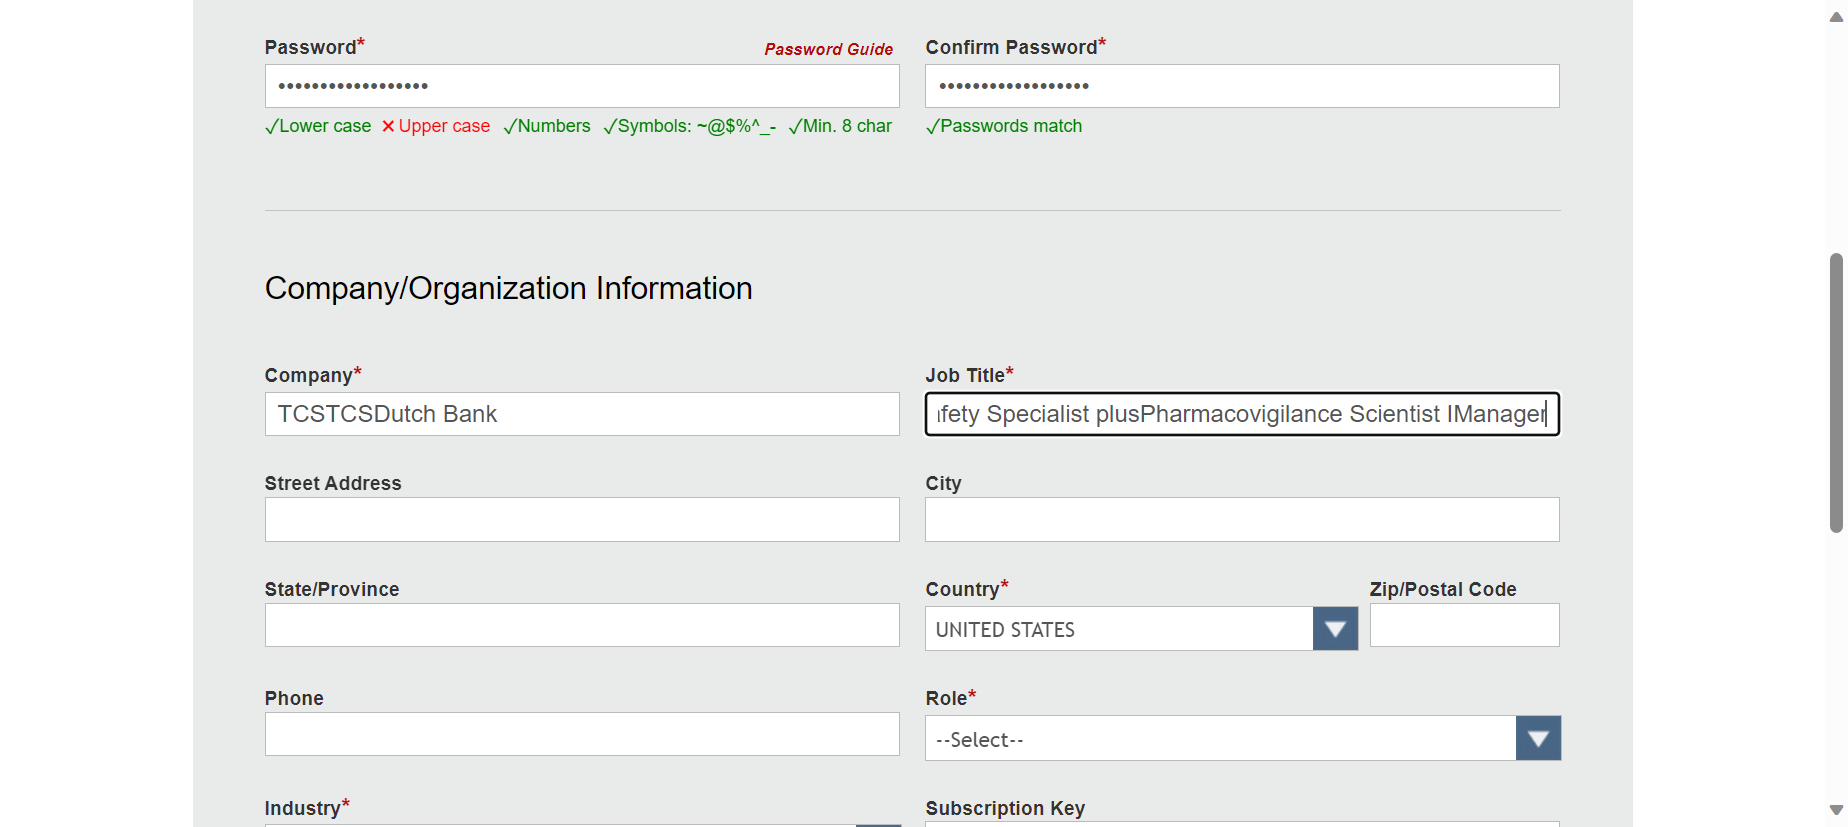 Password* Password Guide Confirm Password*
•••••••••••••••••• ••••••••••••••••••
✓Lower case ✕ Upper case ✓Numbers ✓Symbols: ~@$%^_- ✓Min. 8 char ✓Passwords match
Company/Organization Information
Company* Job Title*
TCSTCSDutch Bank fety Specialist plusPharmacovigilance Scientist IManager
Street Address City
State/Province Country* Zip/Postal Code
UNITED STATES
Phone Role*
--Select--
Industry* Subscription Key